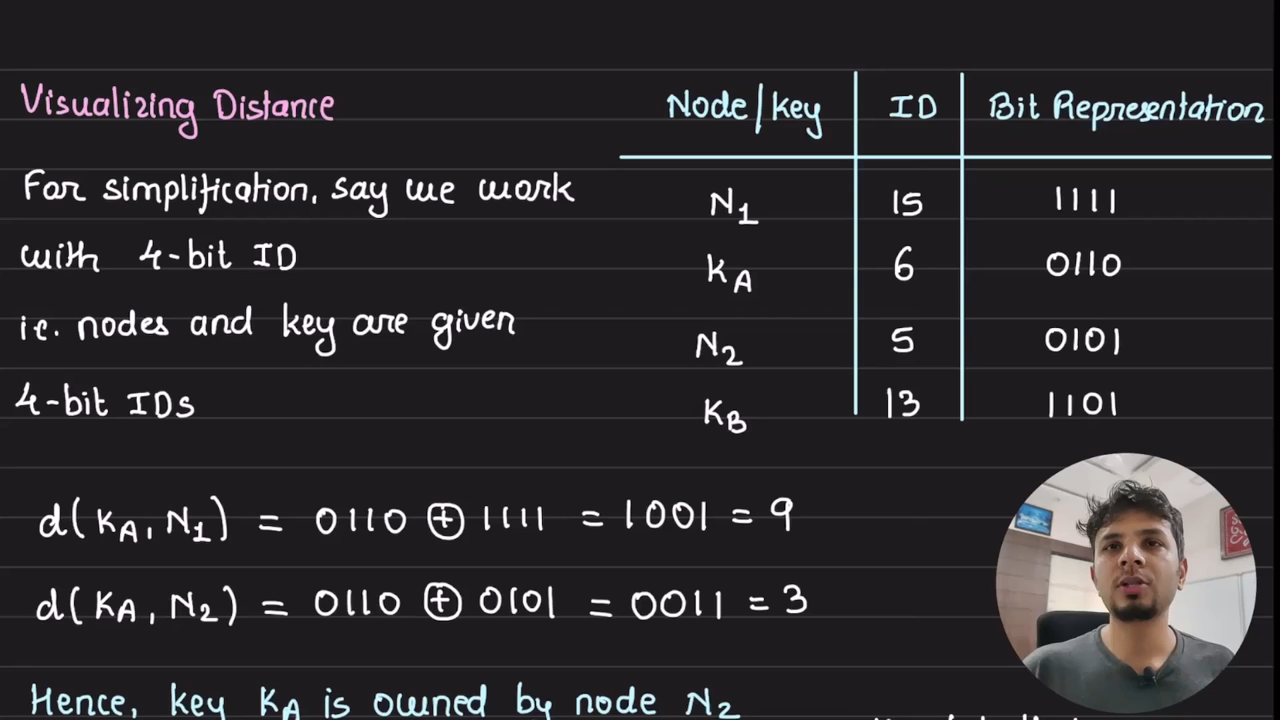 Visualizing Distance
For simplification, say we work
with 4-bit ID
ie. nodes and key are given
4-bit IDs
Node/key ID Bit Representation
N1 15 1111
KA 6 0110
N2 5 0101
KB 13 1101
d(KA, N1) = 0110 ⊕ 1111 = 1001 = 9
d(KA, N2) = 0110 ⊕ 0101 = 0011 = 3
Hence, key KA is owned by node N2